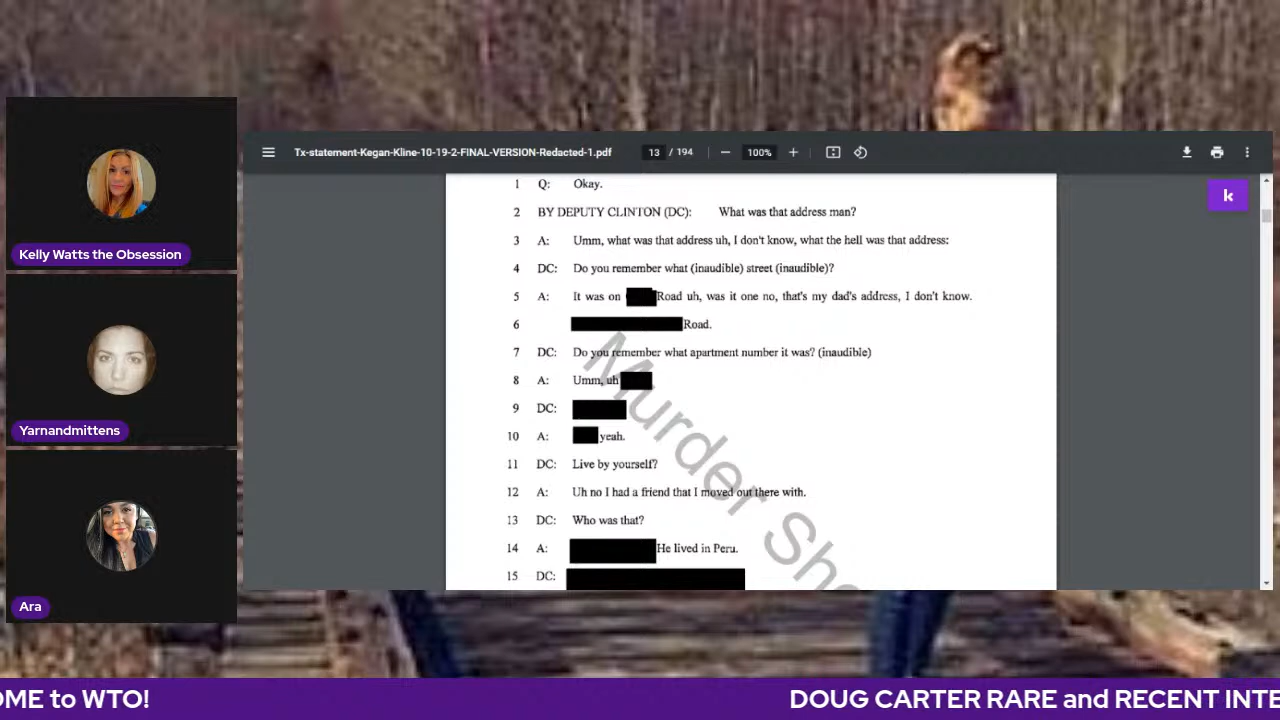 Kelly Watts the Obsession
Yarnandmittens
Ara
Tx-statement-Kegan-Kline-10-19-2-FINAL-VERSION-Redacted-1.pdf 13 / 194 — 100% +
k
1 Q: Okay.
2 BY DEPUTY CLINTON (DC): What was that address man?
3 A: Umm, what was that address uh, I don't know, what the hell was that address:
4 DC: Do you remember what (inaudible) street (inaudible)?
5 A: It was on Road uh, was it one no, that's my dad's address, I don't know.
6 Road.
7 DC: Do you remember what apartment number it was? (inaudible)
8 A: Umm, uh
9 DC:
10 A: yeah.
11 DC: Live by yourself?
12 A: Uh no I had a friend that I moved out there with.
13 DC: Who was that?
14 A: He lived in Peru.
15 DC:
Murder She
OME to WTO! DOUG CARTER RARE and RECENT INTE